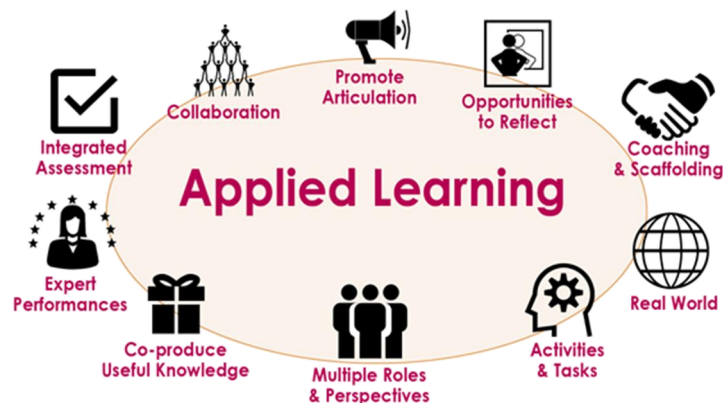 Applied Learning
Promote
Articulation
Opportunities
to Reflect
Coaching
& Scaffolding
Real World
Activities
& Tasks
Multiple Roles
& Perspectives
Co-produce
Useful Knowledge
Expert
Performances
Integrated
Assessment
Collaboration